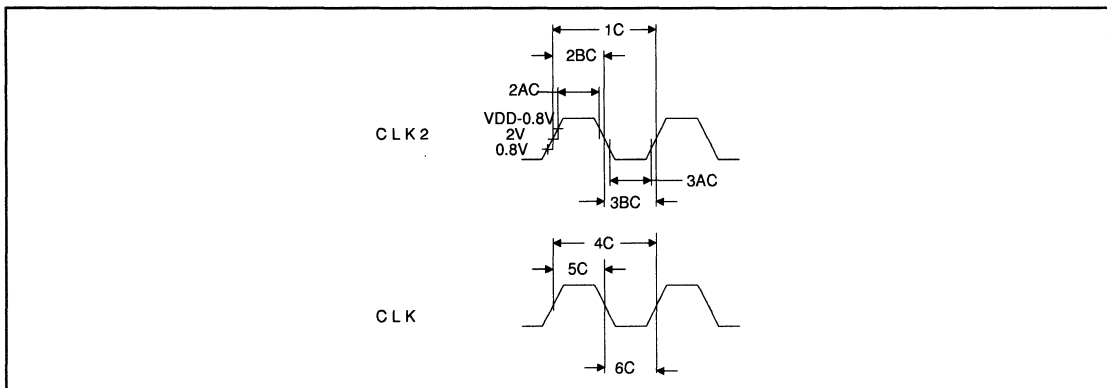 1C
2BC
2AC
VDD-0.8V
2V
0.8V
CLK2
3AC
3BC
4C
5C
CLK
6C